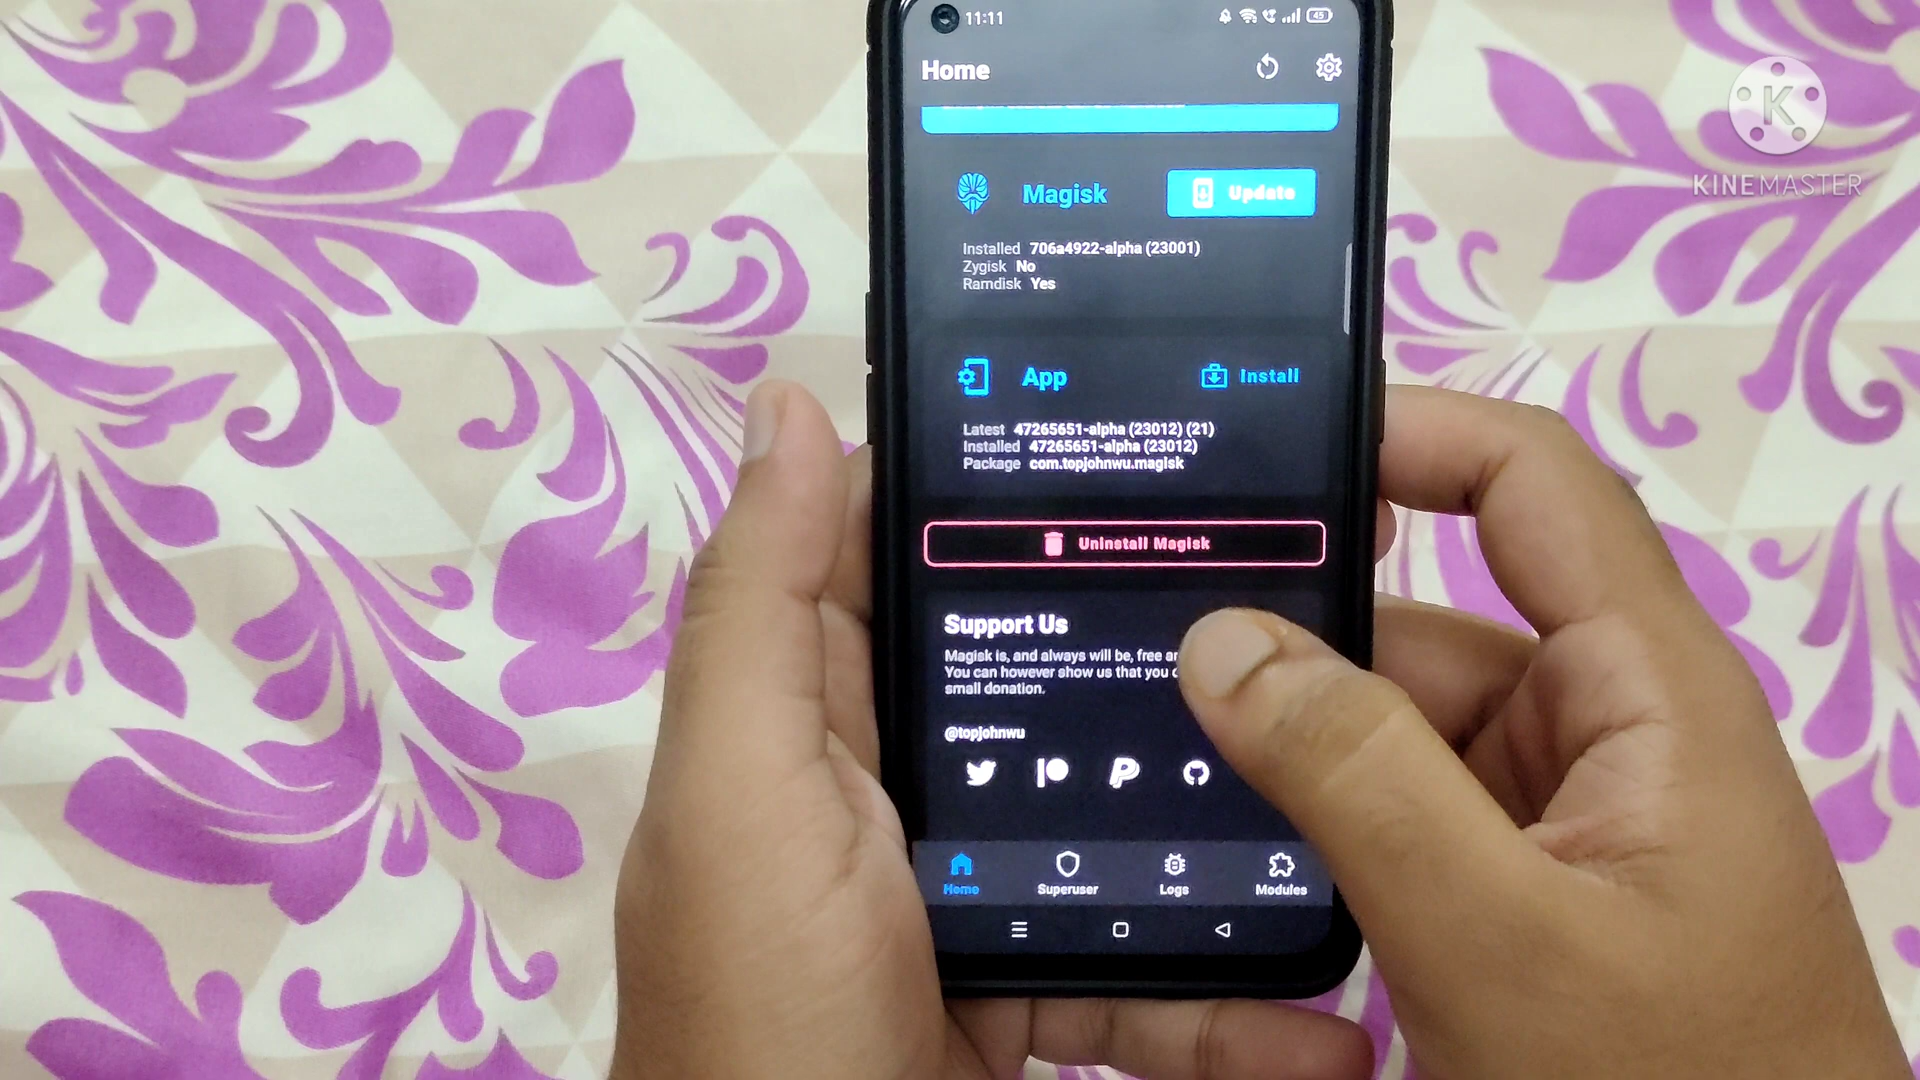 11:11
45
Home
Magisk
Update
Installed 706a4922-alpha (23001)
Zygisk No
Ramdisk Yes
App
Install
Latest 47265651-alpha (23012) (21)
Installed 47265651-alpha (23012)
Package com.topjohnwu.magisk
Uninstall Magisk
Support Us
Magisk is, and always will be, free
You can however show us that you
small donation.
@topjohnwu
Home
Superuser
Logs
Modules
K
KINEMASTER